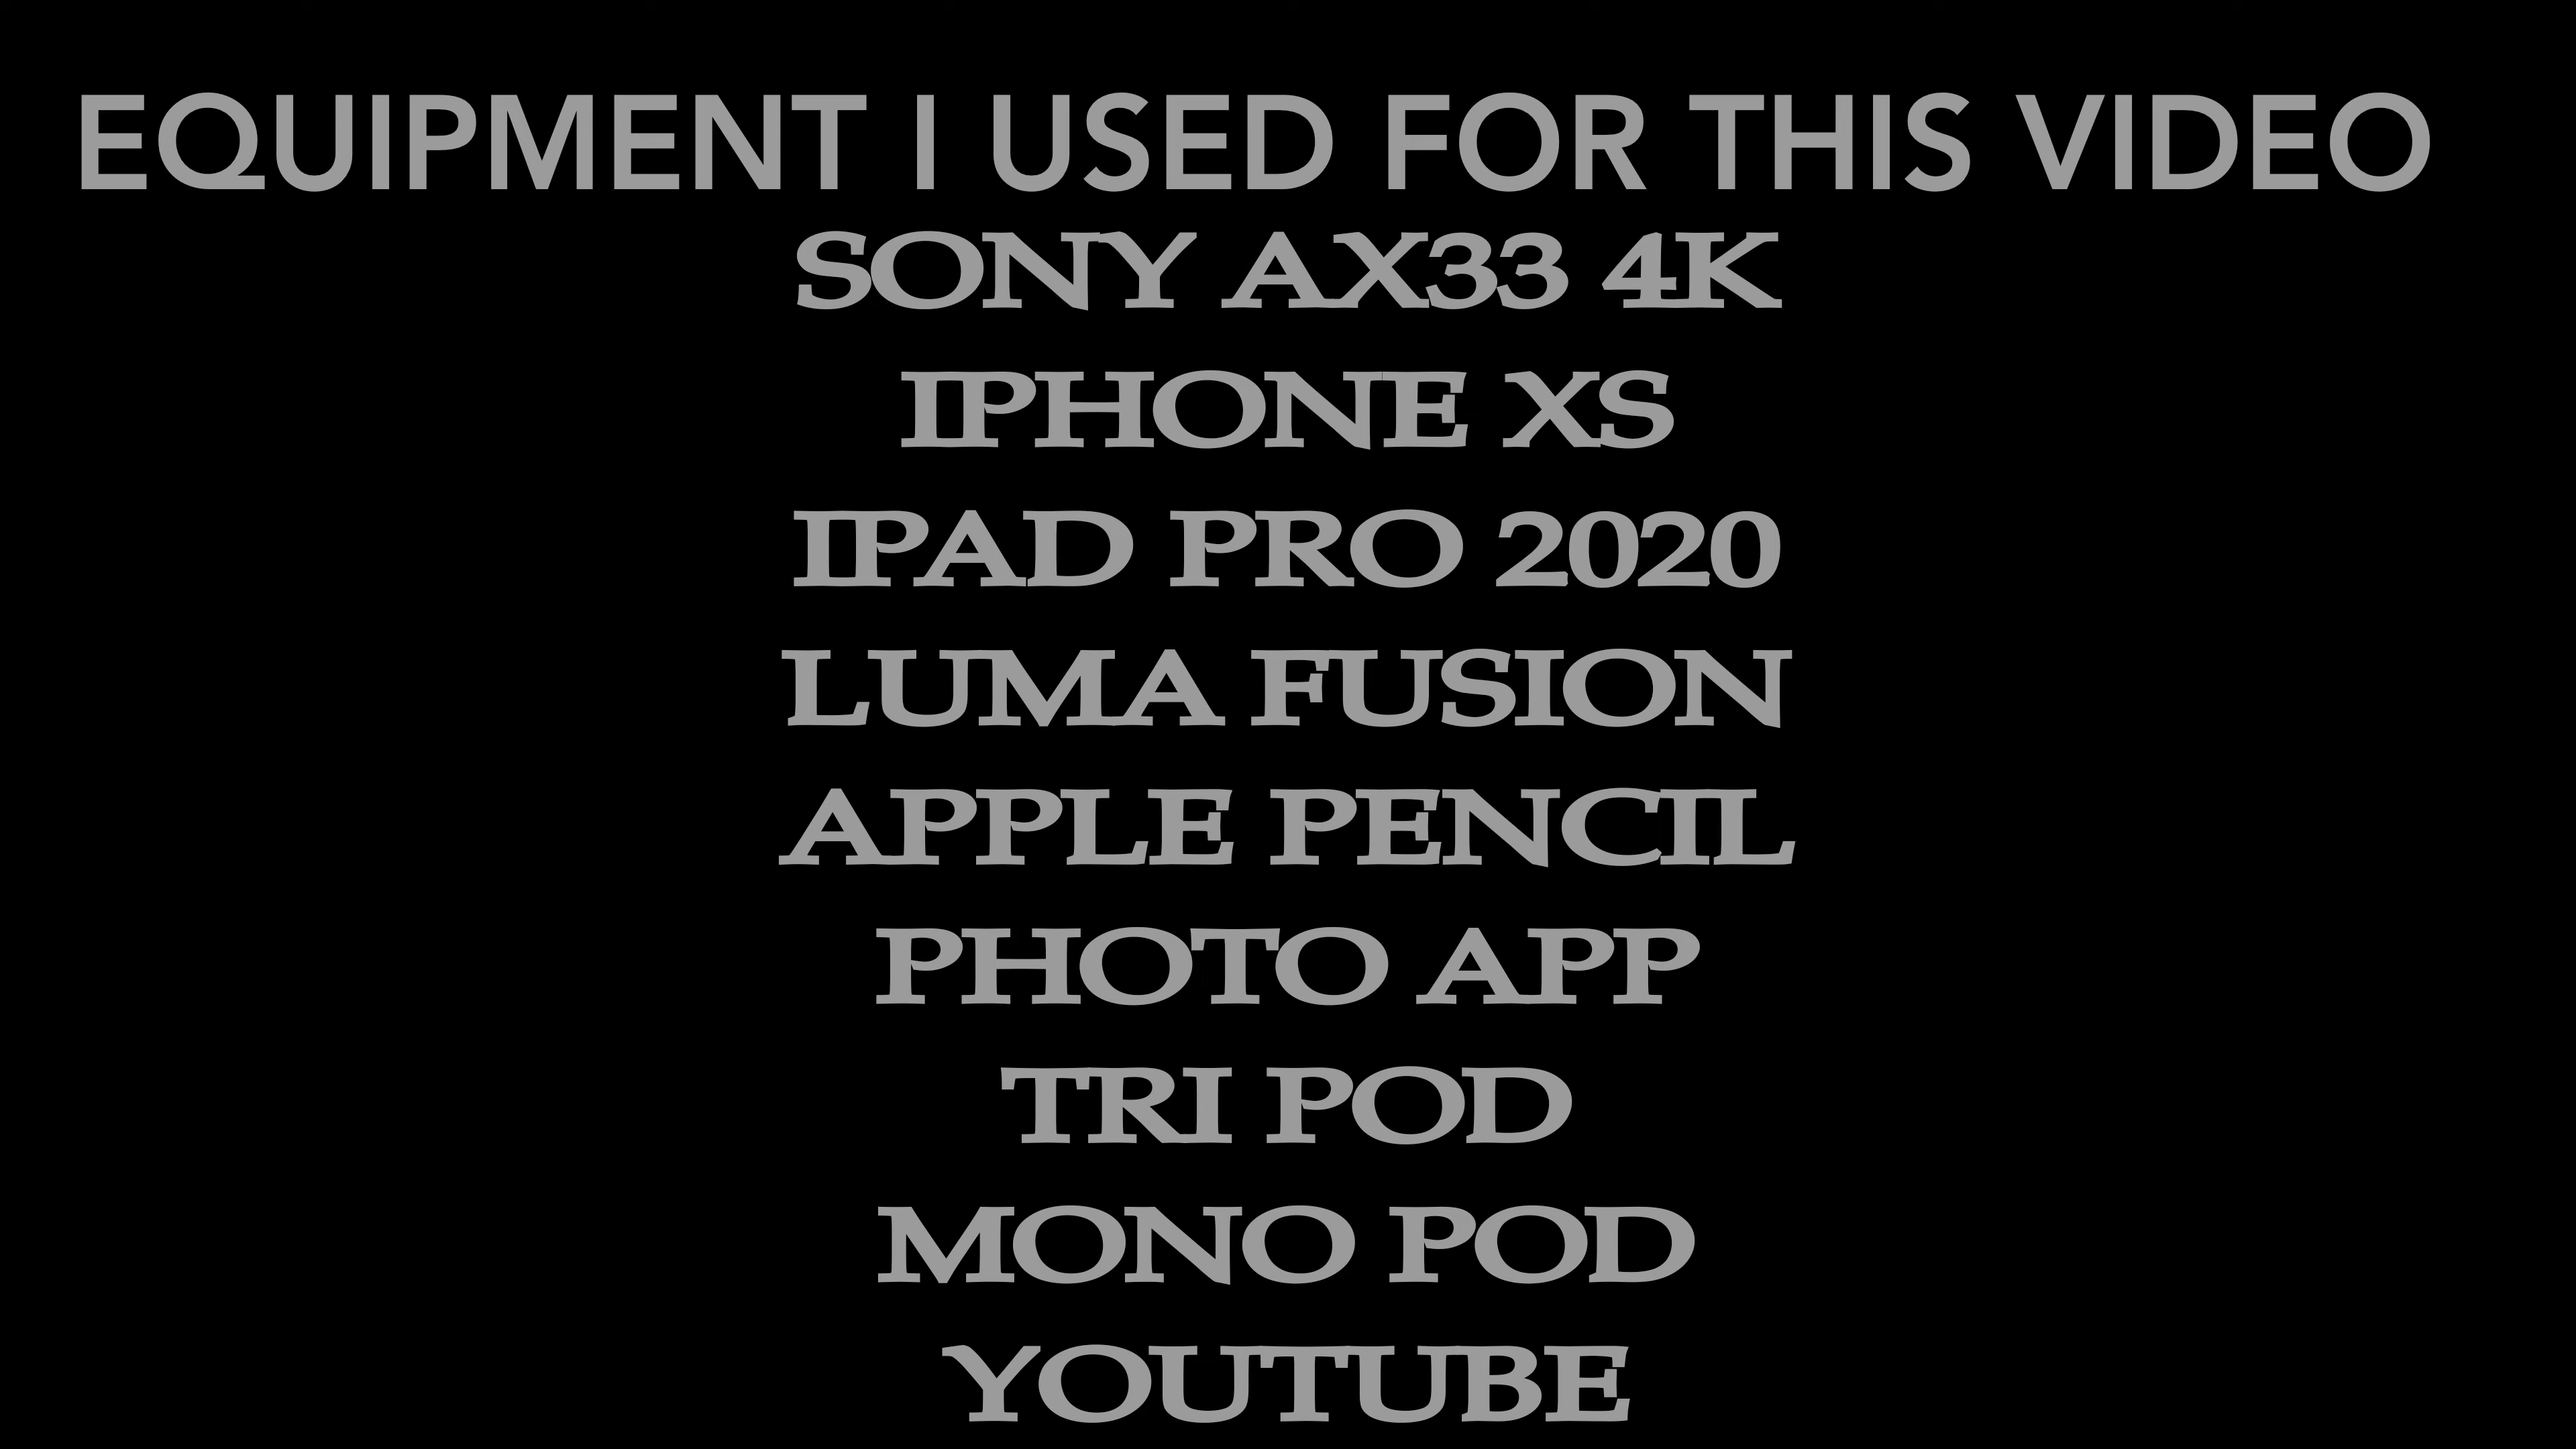 EQUIPMENT I USED FOR THIS VIDEO
SONY AX33 4K
IPHONE XS
IPAD PRO 2020
LUMA FUSION
APPLE PENCIL
PHOTO APP
TRI POD
MONO POD
YOUTUBE